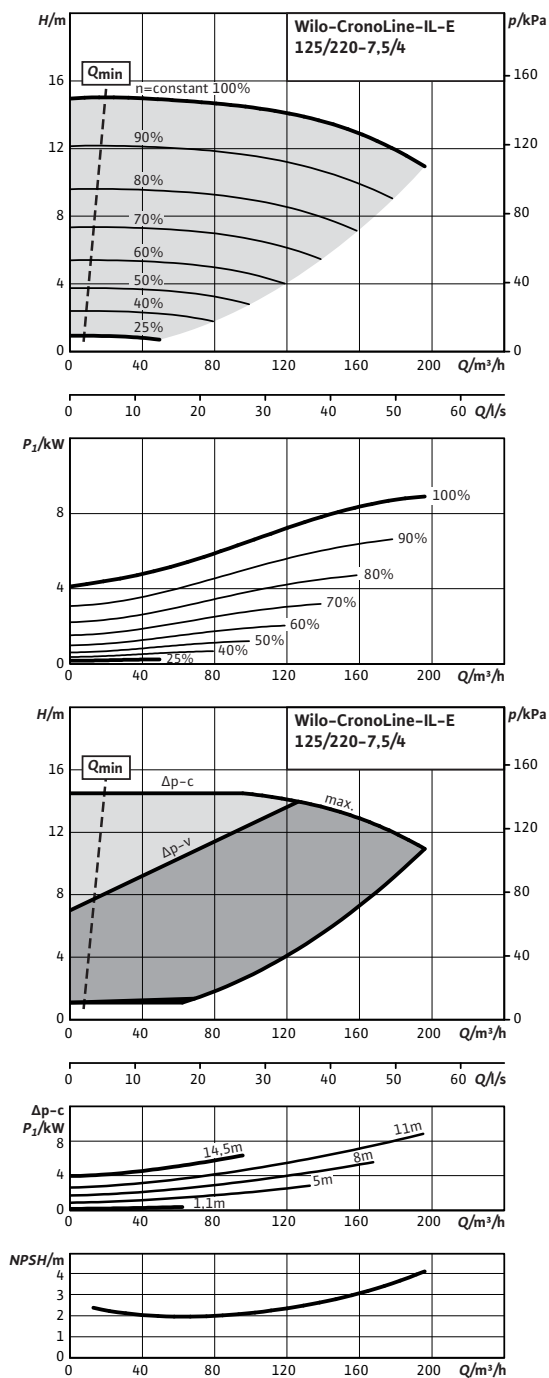 H/m
Wilo-CronoLine-IL-E
125/220-7,5/4
p/kPa
Qmin
n=constant 100%
90%
80%
70%
60%
50%
40%
25%
16
12
8
4
0
160
120
80
40
0
0 40 80 120 160 200 Q/m³/h
0 10 20 30 40 50 60 Q/l/s
P₁/kW
8
4
0
100%
90%
80%
70%
60%
50%
40%
25%
0 40 80 120 160 200 Q/m³/h
H/m
Wilo-CronoLine-IL-E
125/220-7,5/4
p/kPa
Qmin
Δp-c
max.
Δp-v
16
12
8
4
0
160
120
80
40
0
0 40 80 120 160 200 Q/m³/h
0 10 20 30 40 50 60 Q/l/s
Δp-c
P₁/kW
8
4
0
14,5m
11m
8m
5m
1,1m
0 40 80 120 160 200 Q/m³/h
NPSH/m
4
3
2
1
0
0 40 80 120 160 200 Q/m³/h